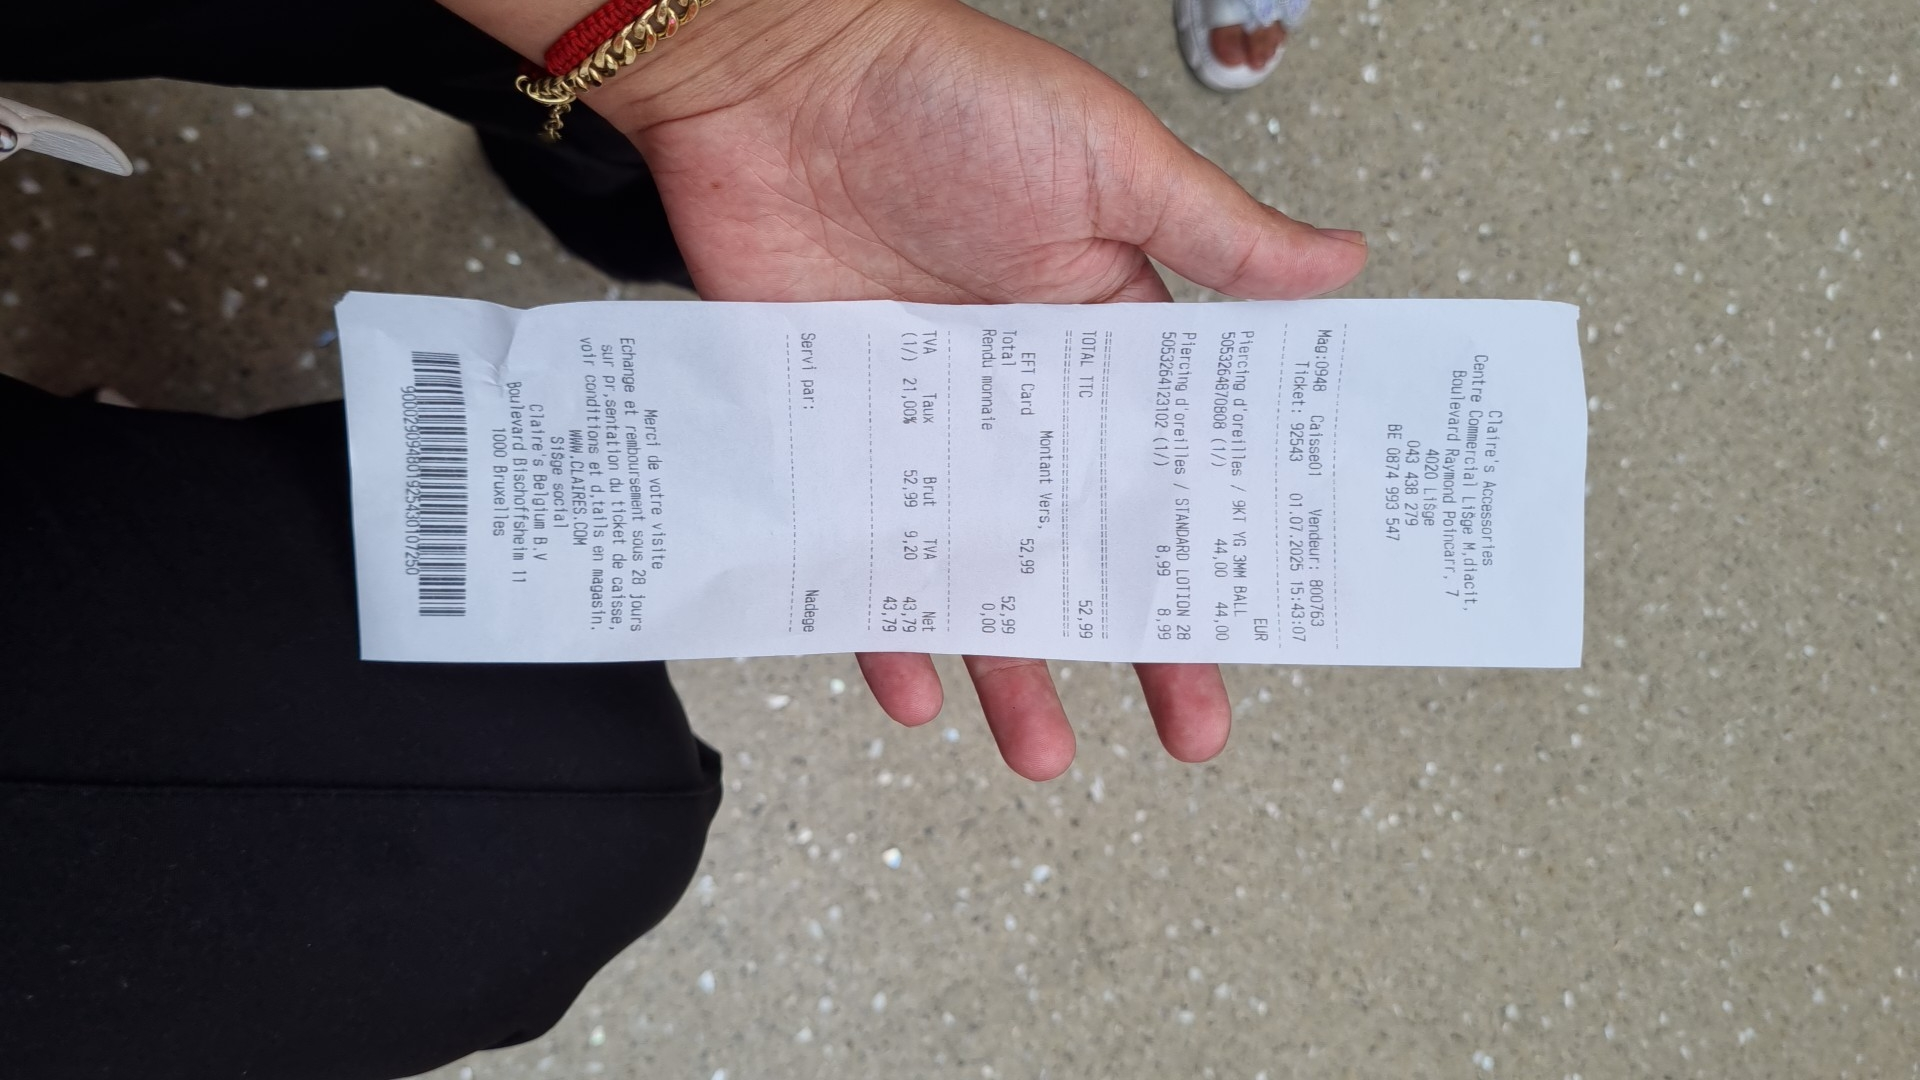 Claire's Accessories
Centre Commercial Liÿge M‚diacit‚
Boulevard Raymond Poincarr‚ 7
4020 Liÿge
043 438 279
BE 0874 993 547
Mag:0948 Caisse01 Vendeur: 800763
Ticket: 92543 01.07.2025 15:43:07
EUR
Piercing d'oreilles / 9KT YG 3MM BALL
5053264870808 (1/) 44,00 44,00
Piercing d'oreilles / STANDARD LOTION 28
5053264123102 (1/) 8,99 8,99
TOTAL TTC 52,99
Montant Vers‚
EFT Card 52,99
Total 52,99
Rendu monnaie 0,00
TVA Taux Brut TVA Net
(1/) 21,00% 52,99 9,20 43,79
43,79
Servi par: Nadege
Merci de votre visite
Echange et remboursement sous 28 jours
sur pr‚sentation du ticket de caisse,
voir conditions et d‚tails en magasin.
WWW.CLAIRES.COM
Siÿge social
Claire's Belgium B.V
Boulevard Bischoffsheim 11
1000 Bruxelles
9000290948019254301107250